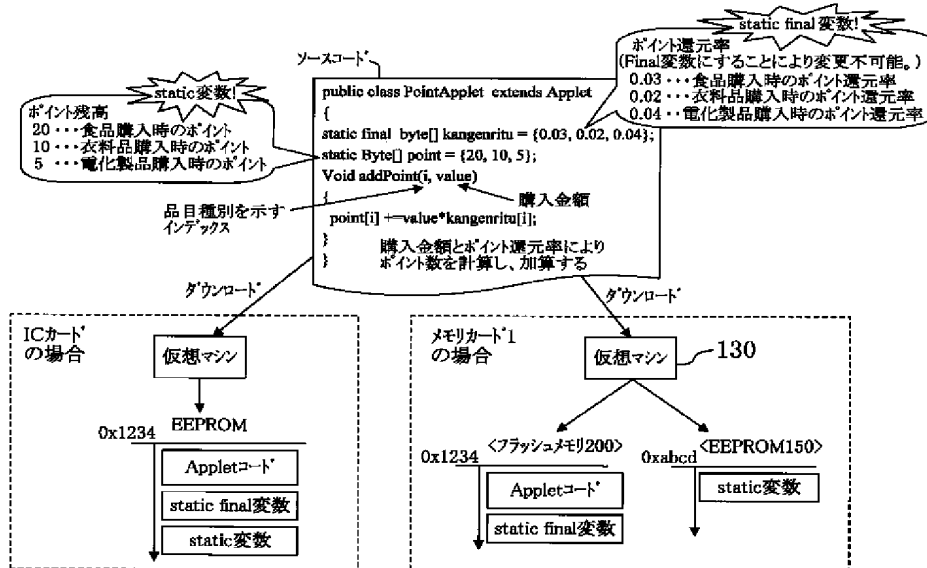 static final 変数!
ポイント還元率
(Final変数にすることにより変更不可能。)
0.03 ・・・食品購入時のポイント還元率
0.02 ・・・衣料品購入時のポイント還元率
0.04 ・・電化製品購入時のポイント還元率
static変数!
ポイント残高
20 ・・・食品購入時のポイント
10 ・・・衣料品購入時のポイント
5 ・・・電化製品購入時のポイント
ソースコード
public class PointApplet extends Applet
{
static final byte[] kangenritu = {0.03, 0.02, 0.04};
static Byte[] point = {20, 10, 5};
Void addPoint(i, value)
{
point[i] +=value*kangenritu[i];
}
}
品目種別を示す
インデックス
購入金額
購入金額とポイント還元率により
ポイント数を計算し、加算する
ダウンロード
ダウンロード
ICカード
の場合
仮想マシン
EEPROM
0x1234
Appletコード
static final変数
static変数
メモリカード1
の場合
仮想マシン
130
<フラッシュメモリ200>
0x1234
Appletコード
static final変数
<EEPROM150>
0xabcd
static変数